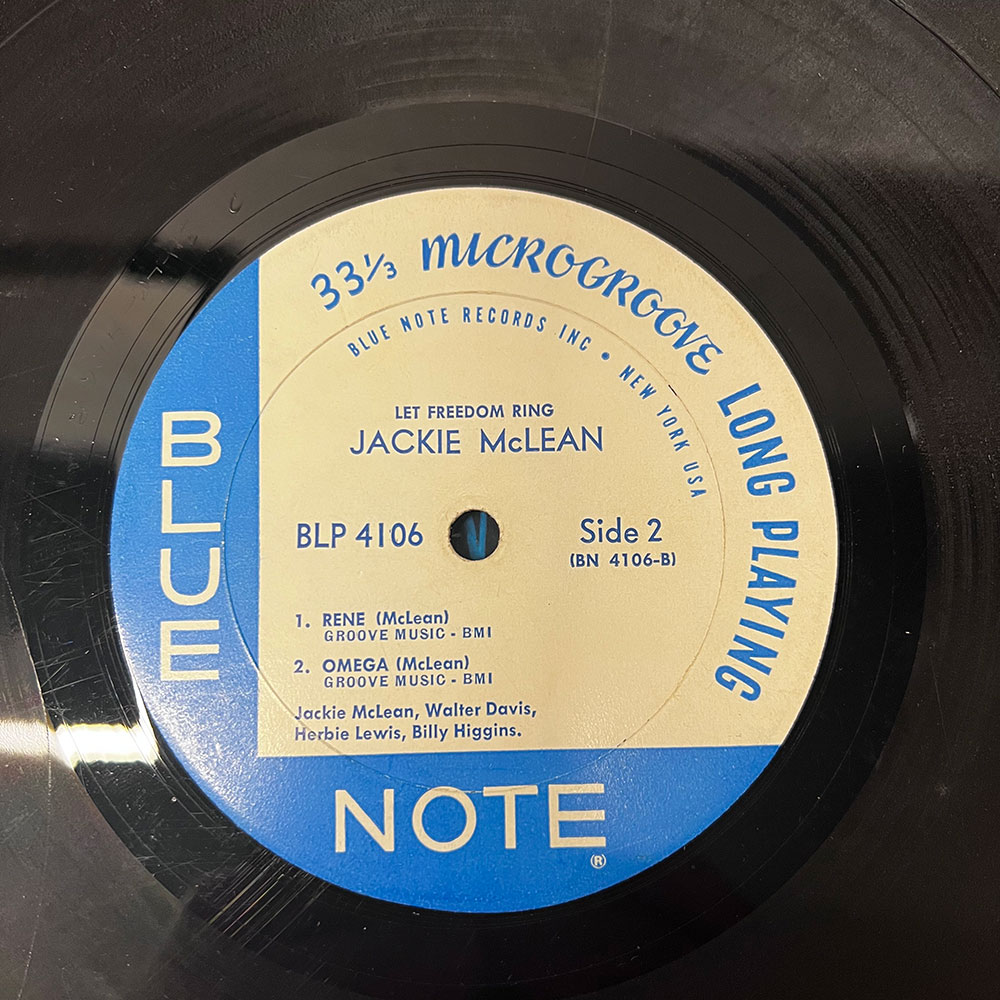 33⅓ MICROGROOVE LONG PLAYING
BLUE NOTE RECORDS INC • NEW YORK USA
LET FREEDOM RING
JACKIE McLEAN
BLP 4106
Side 2
(BN 4106-B)
1. RENE (McLean)
GROOVE MUSIC - BMI
2. OMEGA (McLean)
GROOVE MUSIC - BMI
Jackie McLean, Walter Davis,
Herbie Lewis, Billy Higgins.
BLUE
NOTE
®